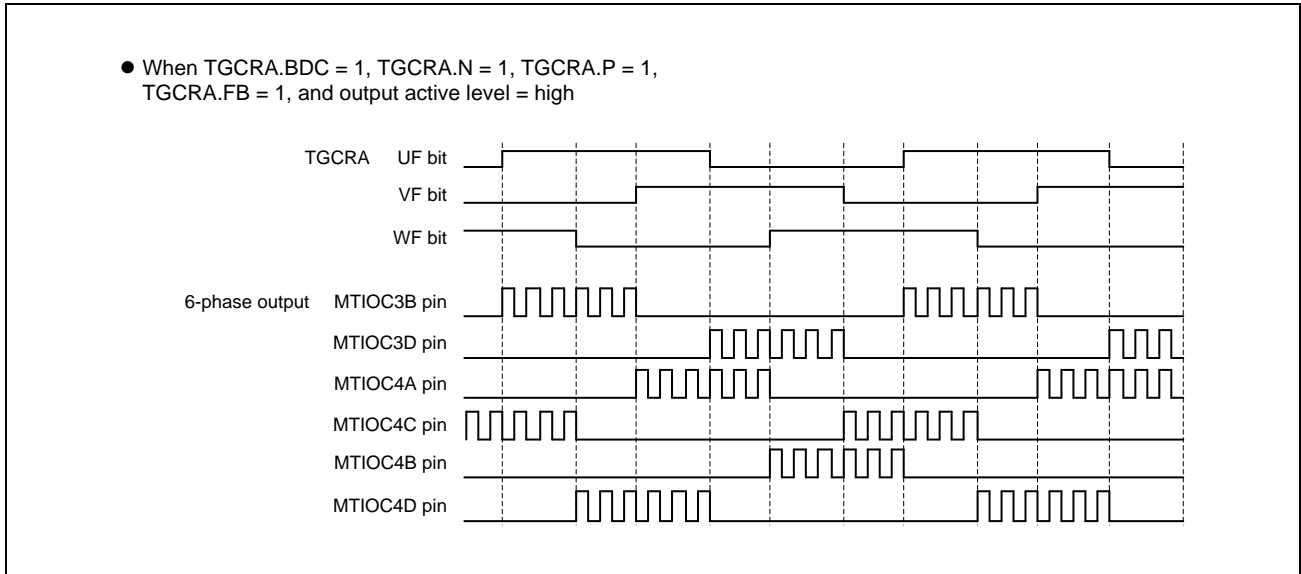 ● When TGCRA.BDC = 1, TGCRA.N = 1, TGCRA.P = 1,
TGCRA.FB = 1, and output active level = high
TGCRA UF bit
VF bit
WF bit
6-phase output MTIOC3B pin
MTIOC3D pin
MTIOC4A pin
MTIOC4C pin
MTIOC4B pin
MTIOC4D pin